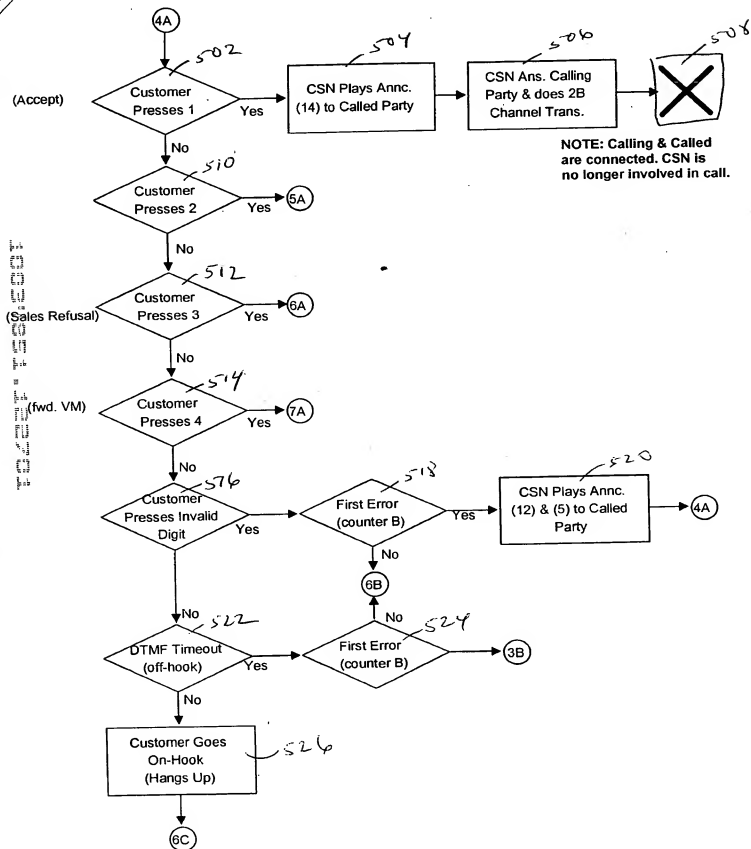 4A
502
504
506
508
(Accept)
Customer
Presses 1
Yes
CSN Plays Annc.
(14) to Called Party
CSN Ans. Calling
Party & does 2B
Channel Trans.
NOTE: Calling & Called
are connected. CSN is
no longer involved in call.
No
510
Customer
Presses 2
Yes
5A
No
512
(Sales Refusal)
Customer
Presses 3
Yes
6A
No
514
(fwd. VM)
Customer
Presses 4
Yes
7A
No
516
Customer
Presses Invalid
Digit
Yes
518
First Error
(counter B)
Yes
520
CSN Plays Annc.
(12) & (5) to Called
Party
4A
No
6B
No
No
522
DTMF Timeout
(off-hook)
Yes
524
First Error
(counter B)
3B
No
526
Customer Goes
On-Hook
(Hangs Up)
6C